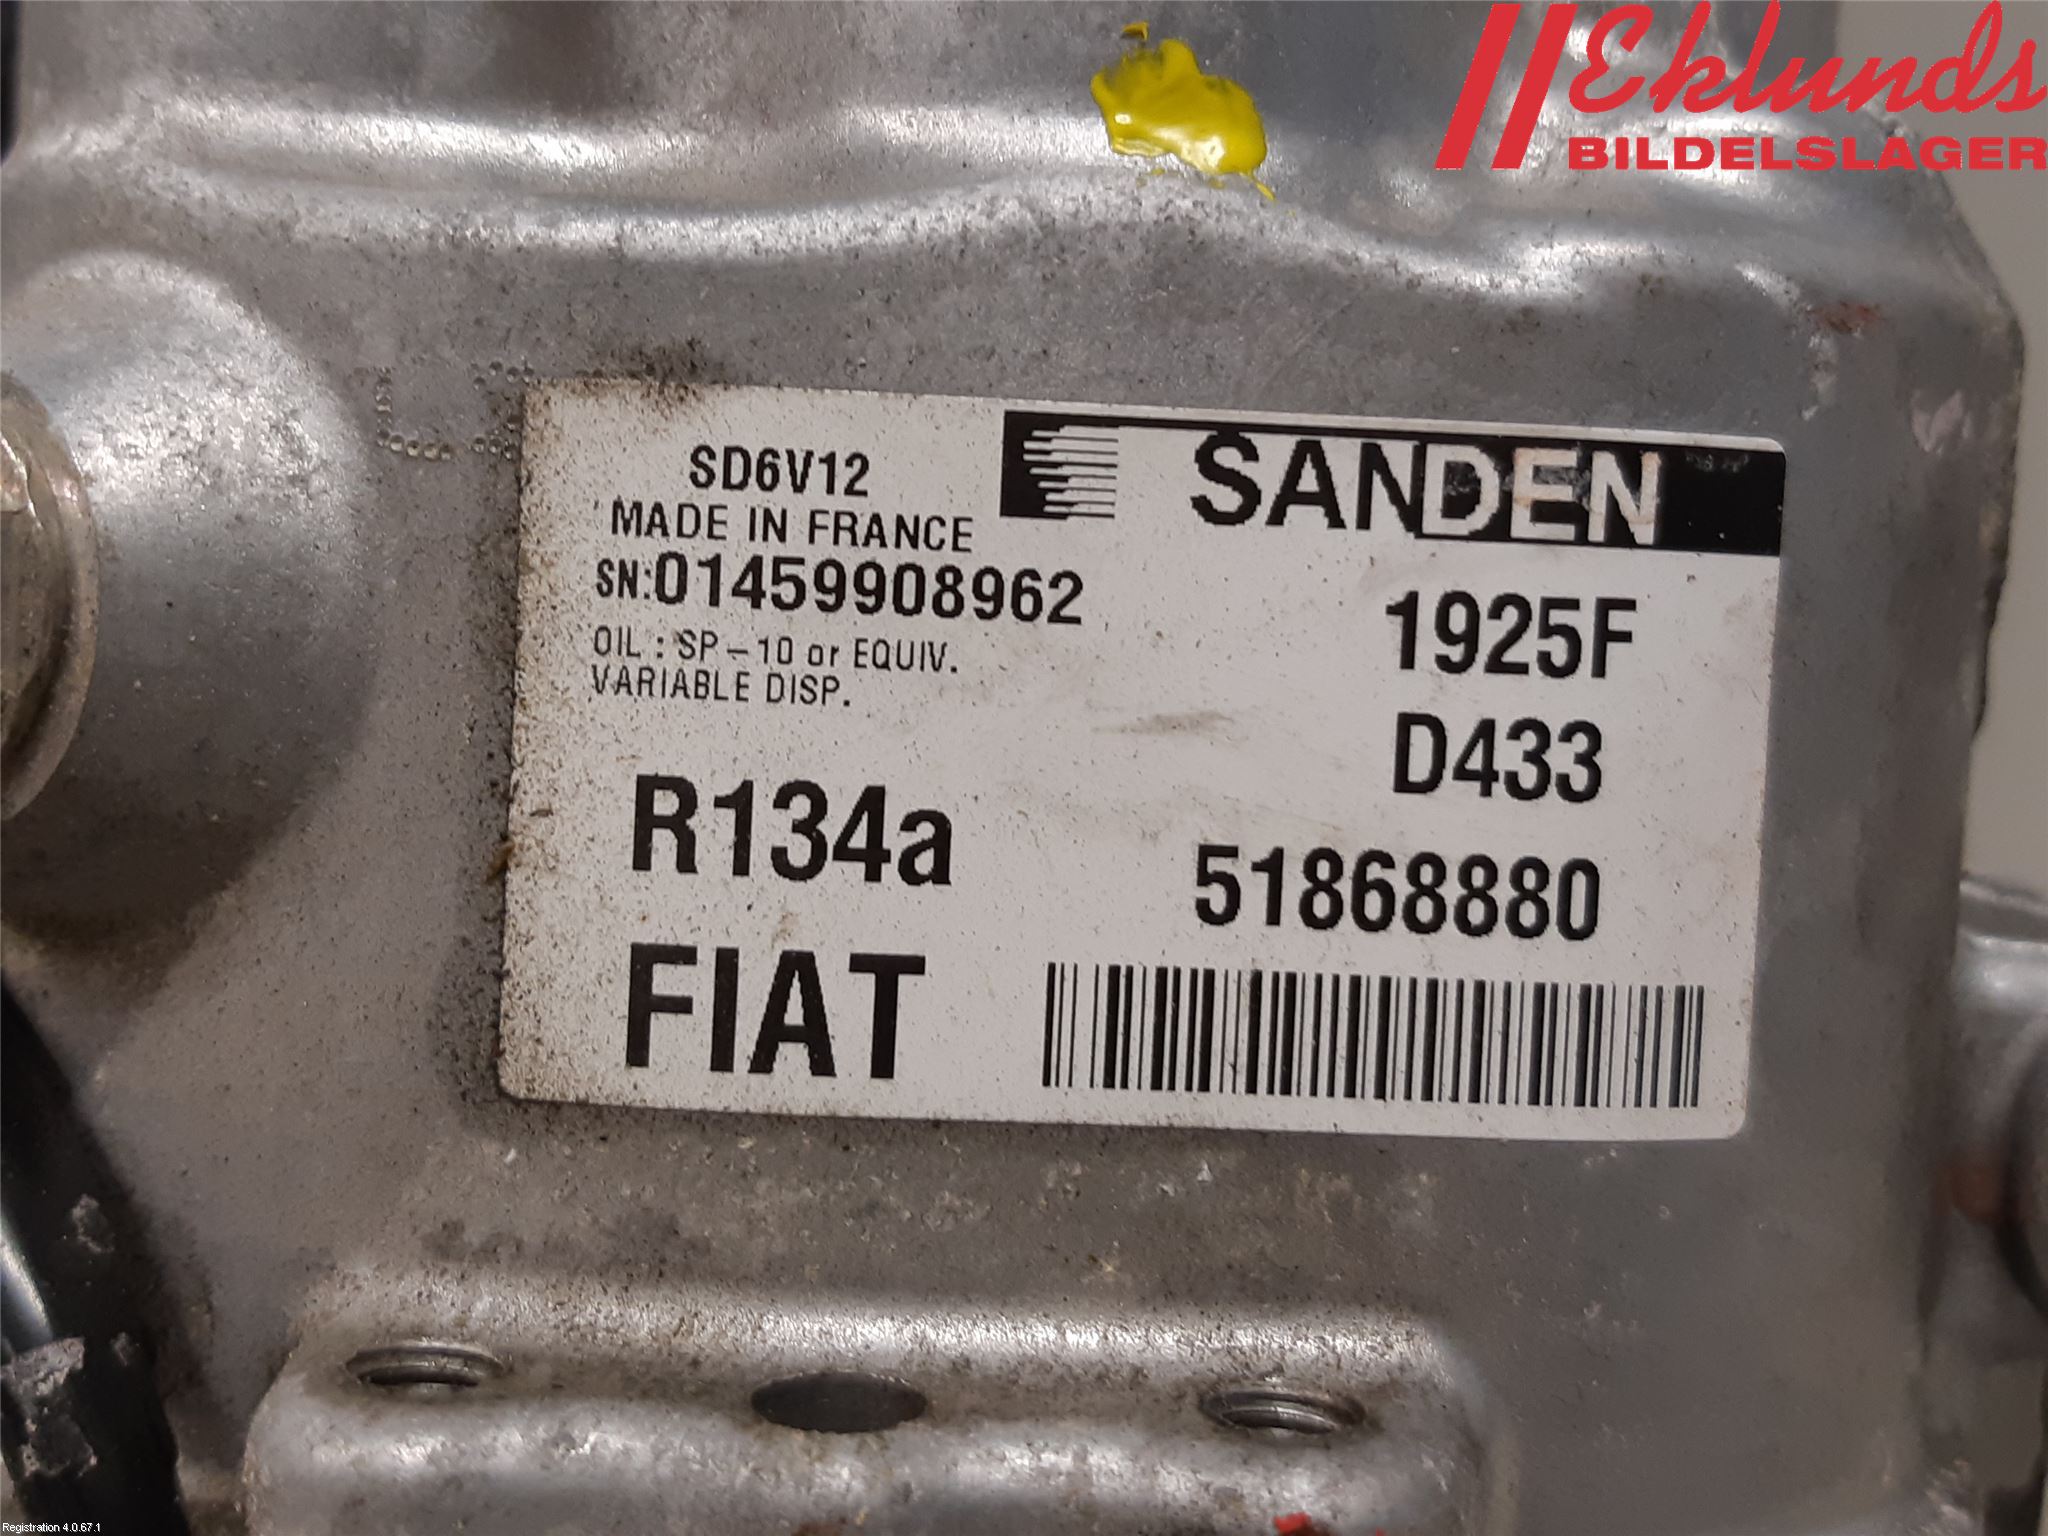 Eklunds
BILDELSLAGER
SD6V12
SANDEN
MADE IN FRANCE
SN:01459908962
1925F
OIL : SP-10 or EQUIV.
VARIABLE DISP.
D433
R134a
51868880
FIAT
Registration 4.0.67.1